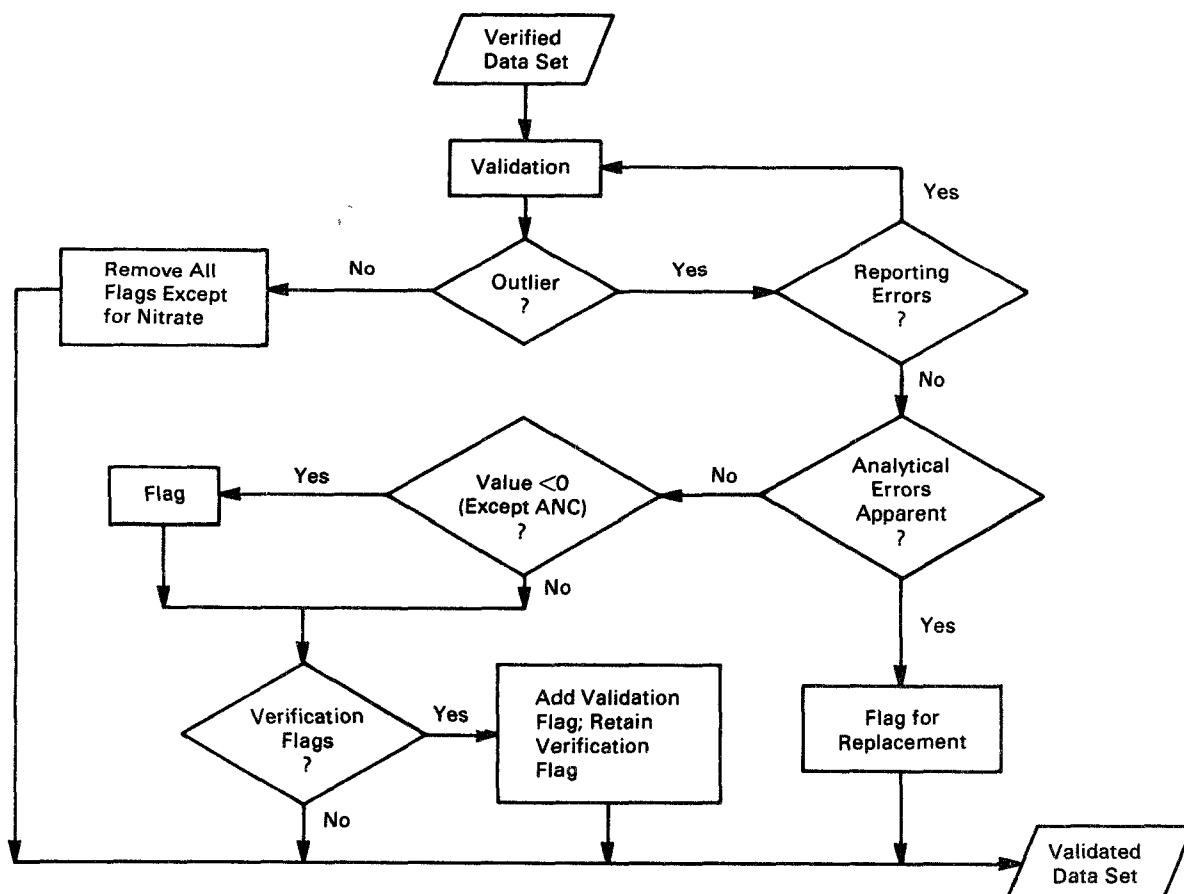 Verified
Data Set
Validation
Yes
Remove All
Flags Except
for Nitrate
No
Outlier
?
Yes
Reporting
Errors
?
No
Flag
Yes
Value <0
(Except ANC)
?
No
Analytical
Errors
Apparent
?
No
Yes
Verification
Flags
?
Yes
Add Validation
Flag; Retain
Verification
Flag
Flag for
Replacement
No
Validated
Data Set